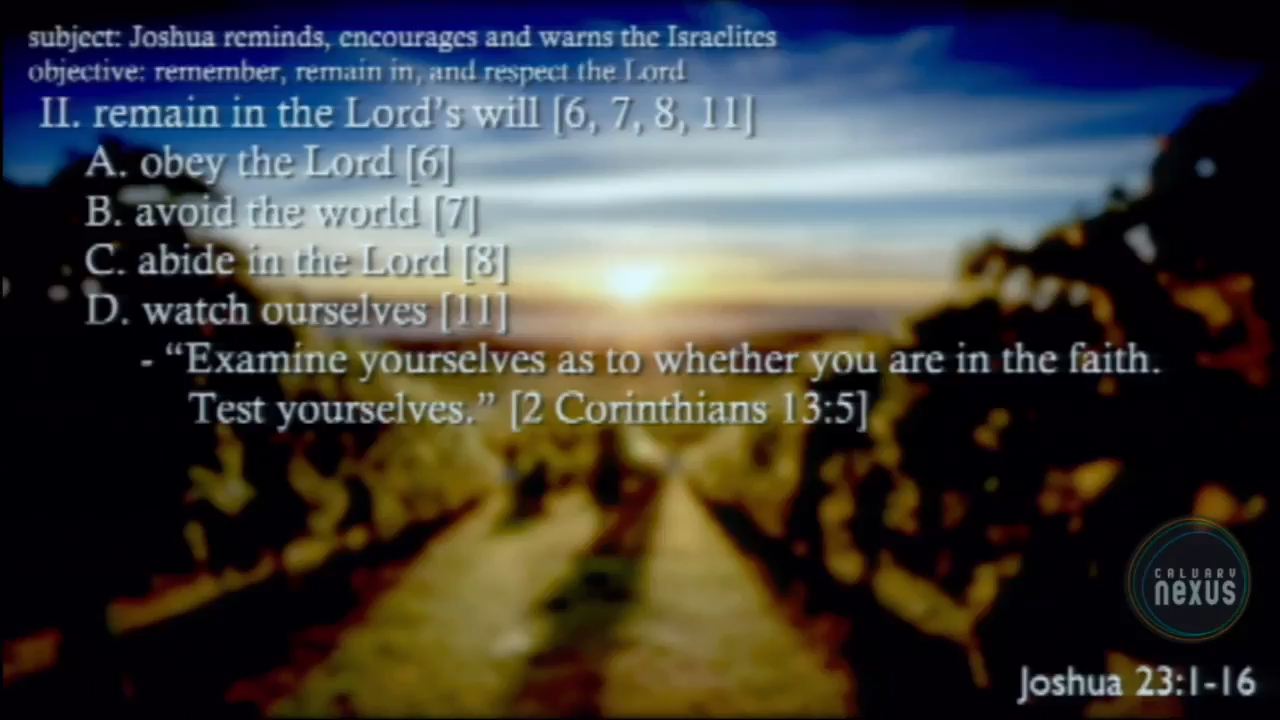 subject: Joshua reminds, encourages and warns the Israelites
objective: remember, remain in, and respect the Lord
II. remain in the Lord's will [6, 7, 8, 11]
A. obey the Lord [6]
B. avoid the world [7]
C. abide in the Lord [8]
D. watch ourselves [11]
- “Examine yourselves as to whether you are in the faith.
Test yourselves.” [2 Corinthians 13:5]
CALVARY
nexus
Joshua 23:1-16